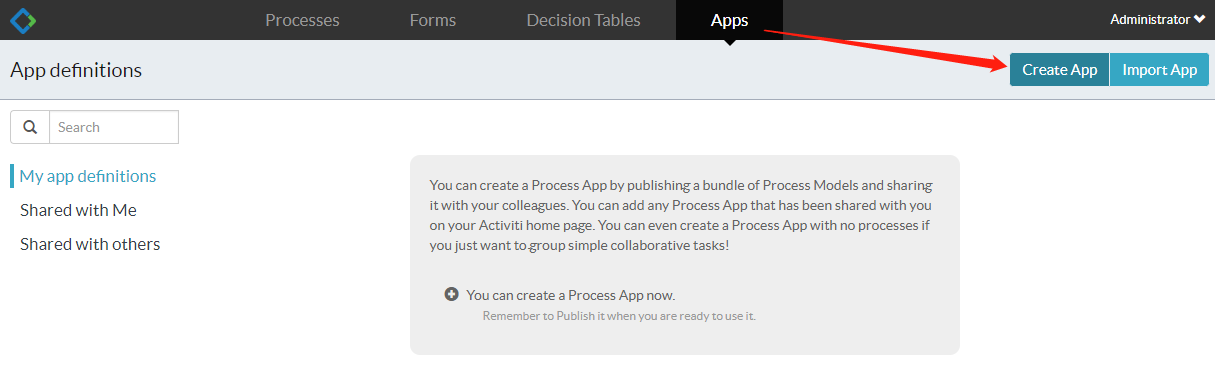 Processes Forms Decision Tables Apps Administrator
App definitions Create App Import App
Search
My app definitions
Shared with Me
Shared with others
You can create a Process App by publishing a bundle of Process Models and sharing
it with your colleagues. You can add any Process App that has been shared with you
on your Activiti home page. You can even create a Process App with no processes if
you just want to group simple collaborative tasks!
You can create a Process App now.
Remember to Publish it when you are ready to use it.